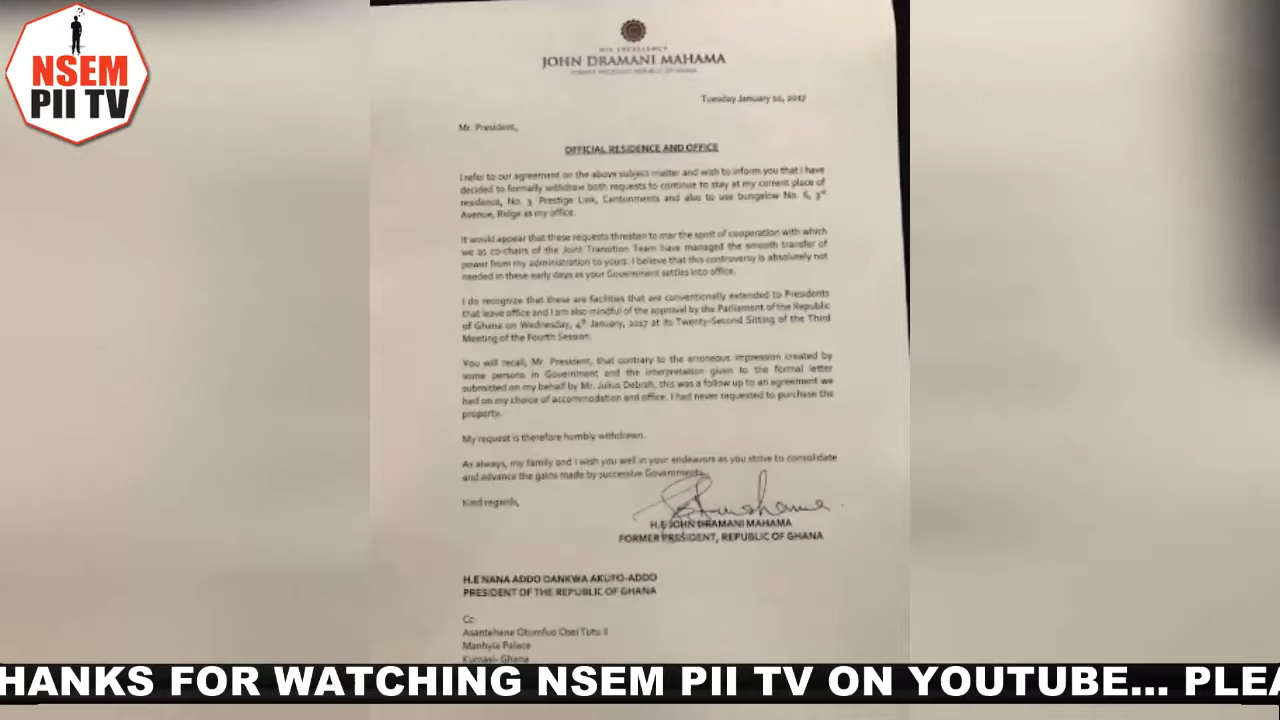 NSEM
PII TV
HIS EXCELLENCY
JOHN DRAMANI MAHAMA
FORMER PRESIDENT REPUBLIC OF GHANA
Tuesday January 10, 2017
Mr. President,
OFFICIAL RESIDENCE AND OFFICE
I refer to our agreement on the above subject matter and wish to inform you that I have
decided to formally withdraw both requests to continue to stay at my current place of
residence, No. 3, Prestige Link, Cantonments and also to use bungalow No. 6, 3rd
Avenue, Ridge as my office.
It would appear that these requests threaten to mar the spirit of cooperation with which
we as co-chairs of the Joint Transition Team have managed the smooth transfer of
power from my administration to yours. I believe that this controversy is absolutely not
needed in these early days as your Government settles into office.
I do recognize that these are facilities that are conventionally extended to Presidents
that leave office and I am also mindful of the approval by the Parliament of the Republic
of Ghana on Wednesday, 4th January, 2017 at its Twenty-Second Sitting of the Third
Meeting of the Fourth Session.
You will recall, Mr. President, that contrary to the erroneous impression created by
some persons in Government and the interpretation given to the formal letter
submitted on my behalf by Mr. Julius Debrah, this was a follow up to an agreement we
had on my choice of accommodation and office. I had never requested to purchase the
property.
My request is therefore humbly withdrawn.
As always, my family and I wish you well in your endeavors as you strive to consolidate
and advance the gains made by successive Governments.
Kind regards,
H.E JOHN DRAMANI MAHAMA
FORMER PRESIDENT, REPUBLIC OF GHANA
H.E NANA ADDO DANKWA AKUFO-ADDO
PRESIDENT OF THE REPUBLIC OF GHANA
Cc
Asantehene Otumfuo Osei Tutu II
Manhyia Palace
Kumasi- Ghana
HANKS FOR WATCHING NSEM PII TV ON YOUTUBE... PLEA